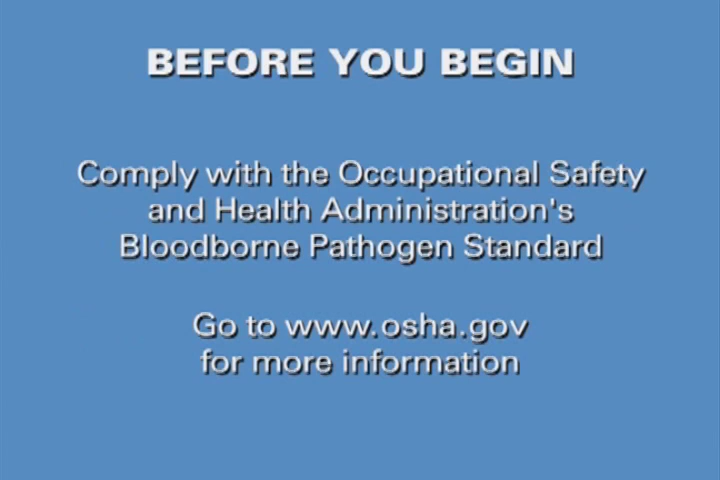 BEFORE YOU BEGIN
Comply with the Occupational Safety
and Health Administration's
Bloodborne Pathogen Standard
Go to www.osha.gov
for more information